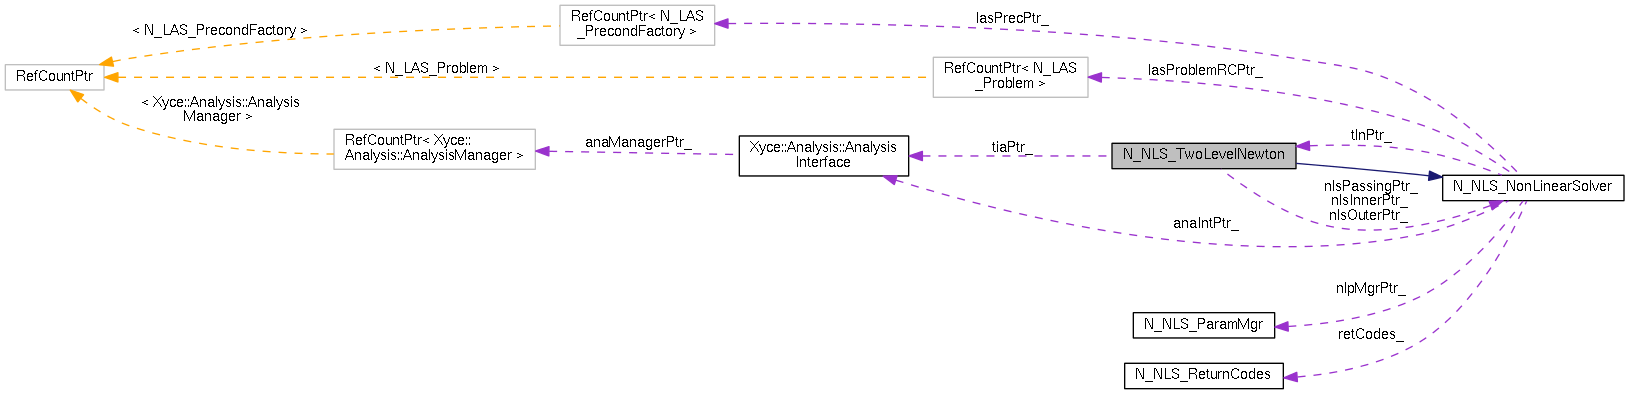 RefCountPtr< N_LAS
_PrecondFactory >
lasPrecPtr_
< N_LAS_PrecondFactory >
RefCountPtr
< N_LAS_Problem >
RefCountPtr< N_LAS
_Problem >
lasProblemRCPtr_
< Xyce::Analysis::Analysis
Manager >
RefCountPtr< Xyce::
Analysis::AnalysisManager >
anaManagerPtr_
Xyce::Analysis::Analysis
Interface
tiaPtr_
N_NLS_TwoLevelNewton
tlnPtr_
nlsPassingPtr_
nlsInnerPtr_
nlsOuterPtr_
N_NLS_NonLinearSolver
anaIntPtr_
nlpMgrPtr_
N_NLS_ParamMgr
retCodes_
N_NLS_ReturnCodes